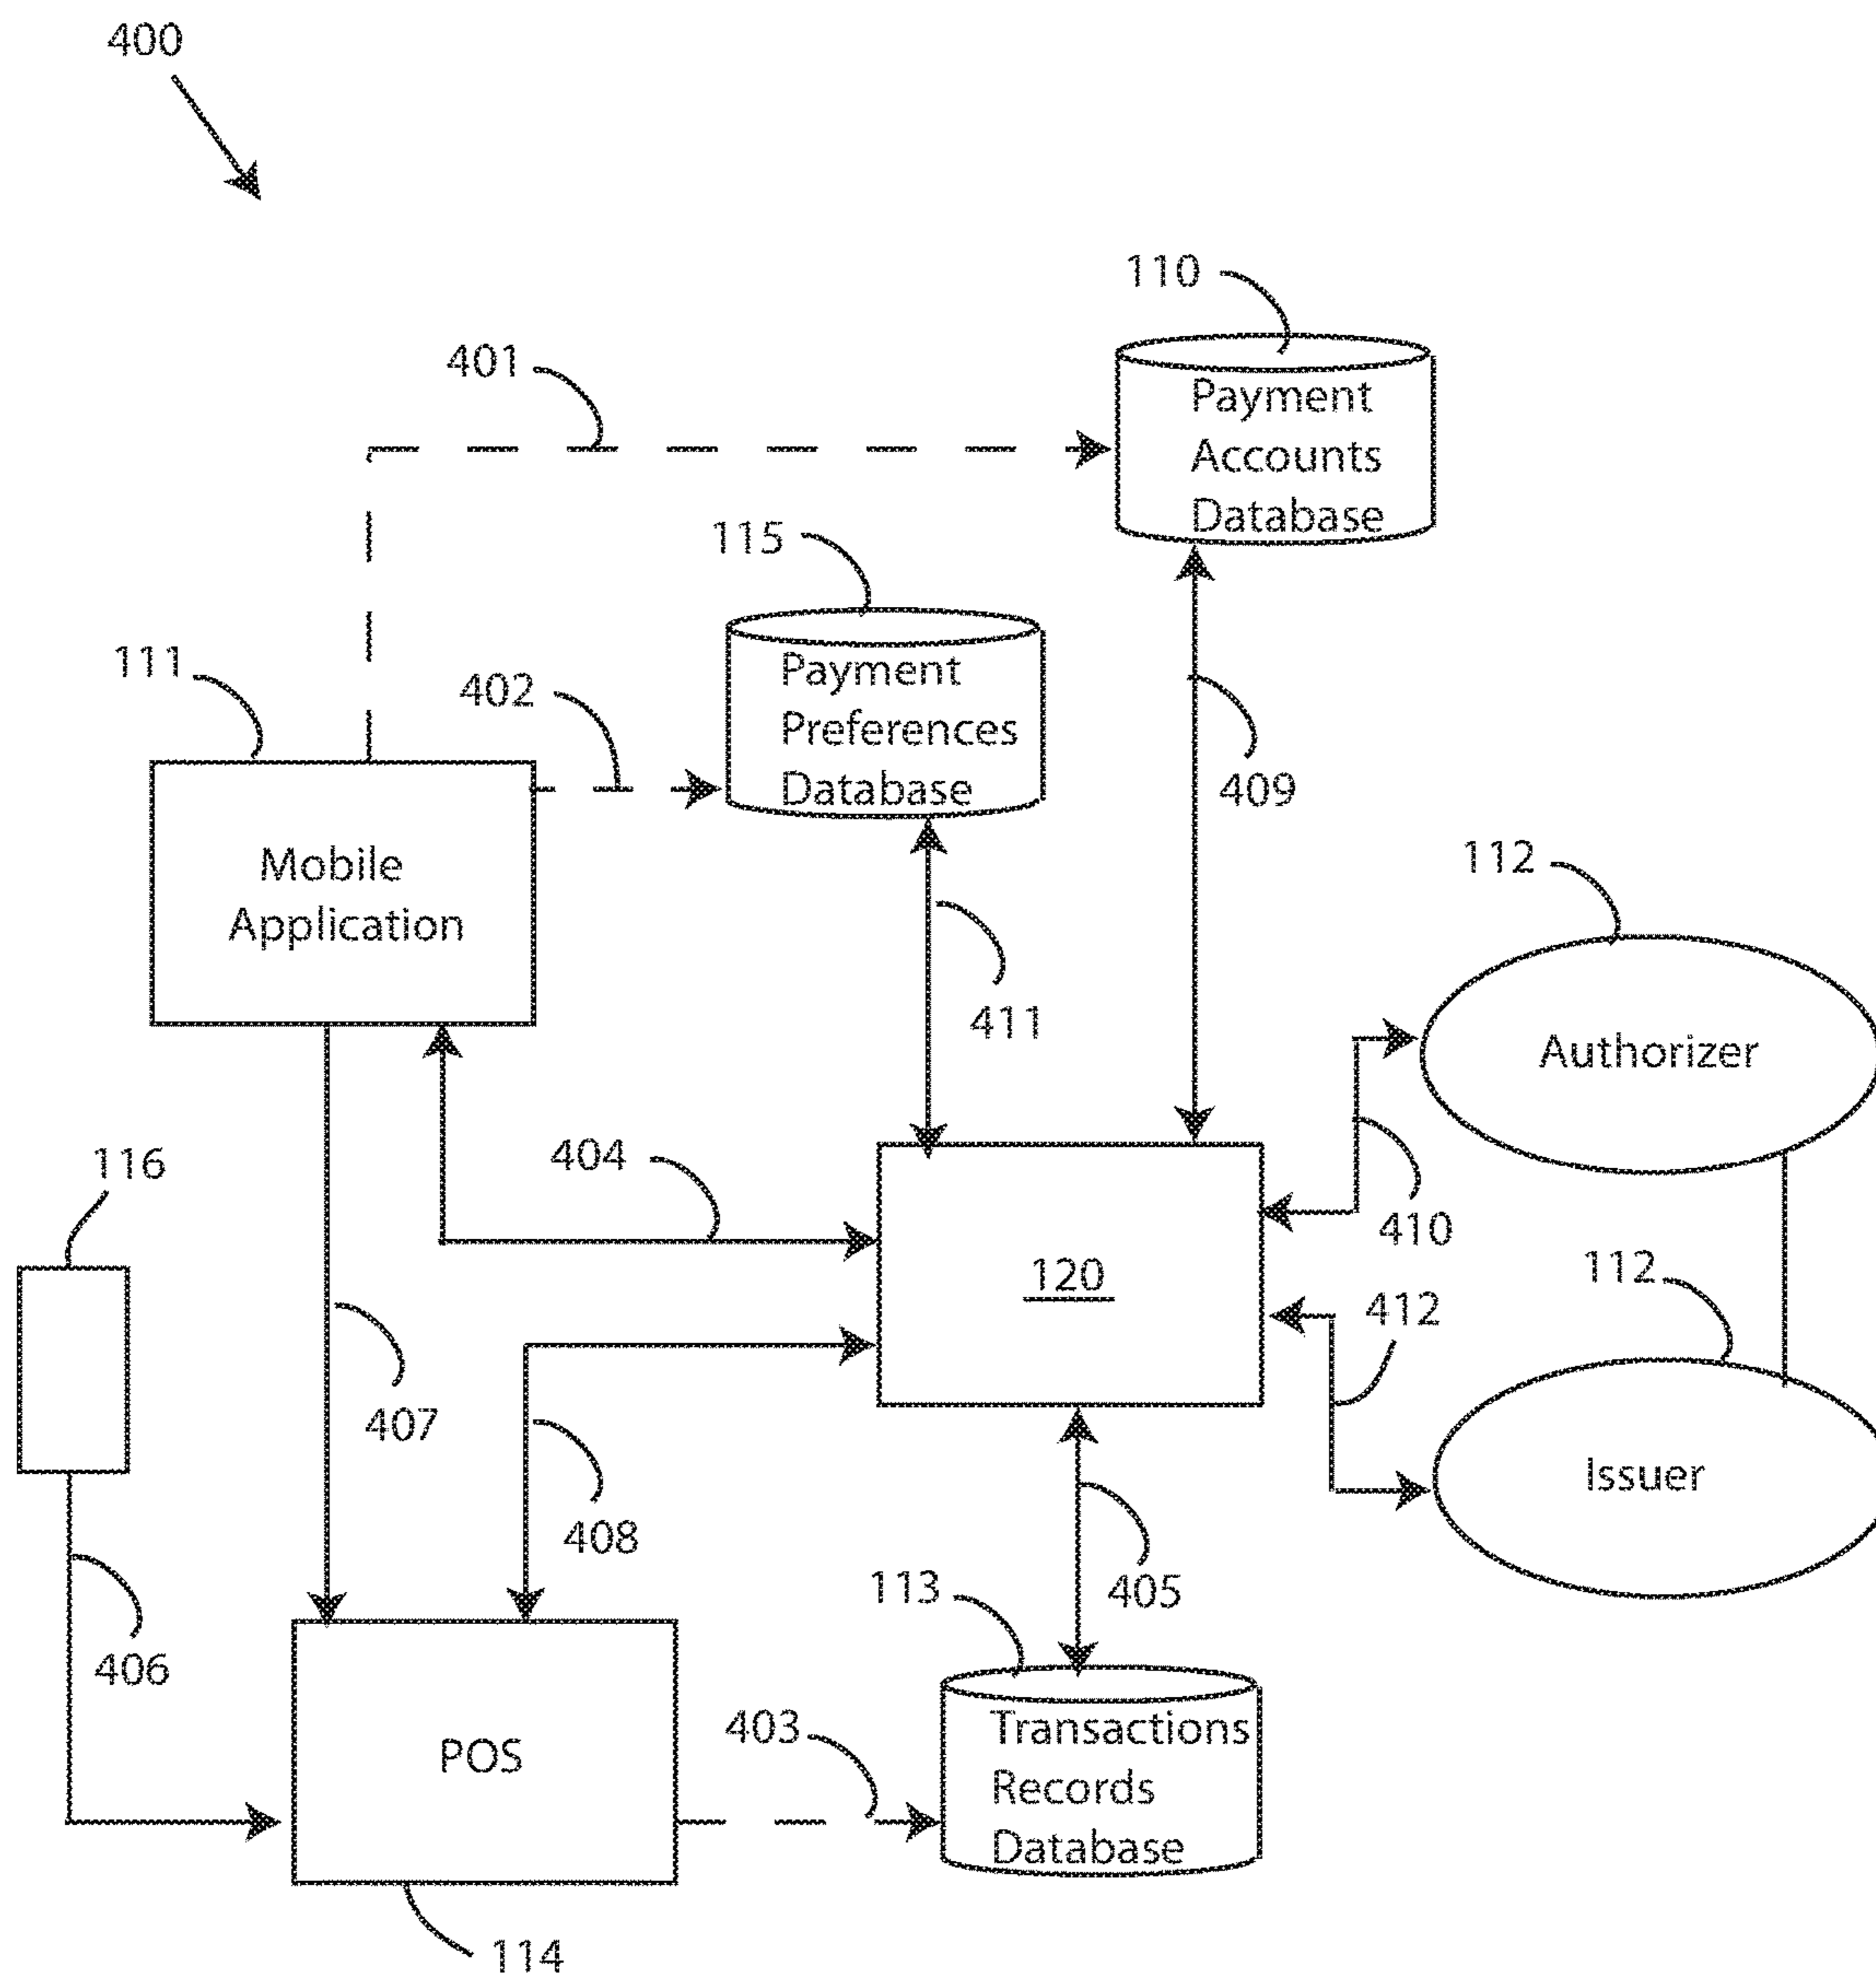 400
110
401
Payment
Accounts
Database
115
111
402
Payment
Preferences
Database
409
Mobile
Application
112
411
Authorizer
116
404
410
120
112
412
407
Issuer
408
405
113
406
403
Transactions
Records
Database
POS
114